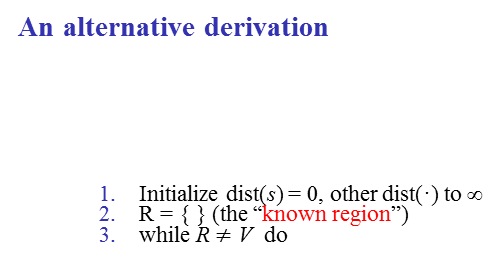 An alternative derivation
1. Initialize dist(s) = 0, other dist(·) to ∞
2. R = { } (the “known region”)
3. while R ≠ V do